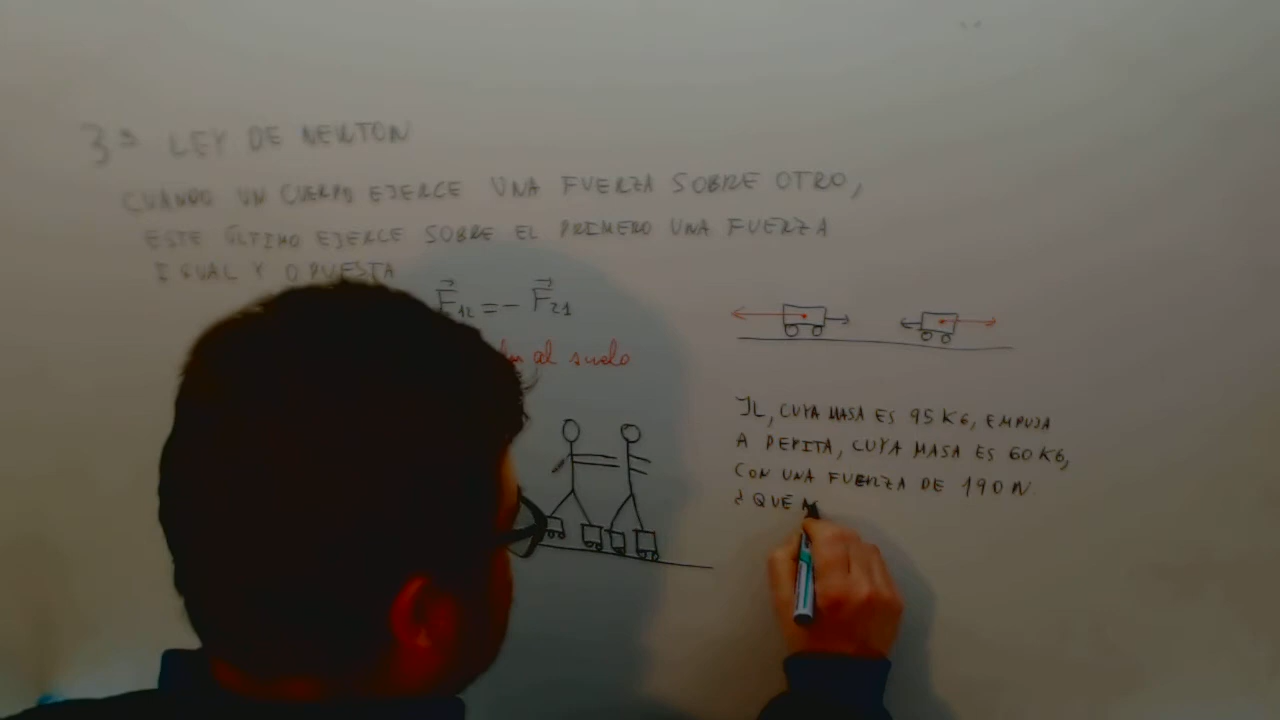 3ª LEY DE NEWTON
CUANDO UN CUERPO EJERCE UNA FUERZA SOBRE OTRO,
ESTE ÚLTIMO EJERCE SOBRE EL PRIMERO UNA FUERZA
IGUAL Y OPUESTA
F₁₂ = - F₂₁
al suelo
JL, CUYA MASA ES 95 KG, EMPUJA
A PEPITA, CUYA MASA ES 60 KG,
CON UNA FUERZA DE 190 N.
¿ QUÉ